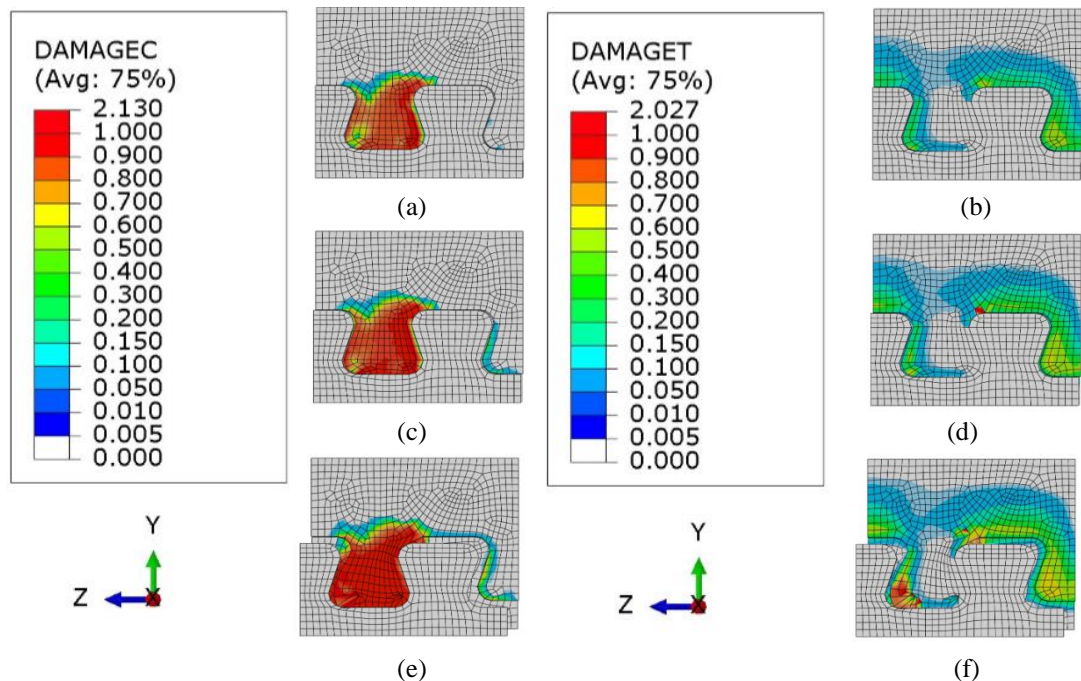 DAMAGEC
(Avg: 75%)
2.130
1.000
0.900
0.800
0.700
0.600
0.500
0.400
0.300
0.200
0.150
0.100
0.050
0.010
0.005
0.000
Y
Z
X
(a)
(c)
(e)
DAMAGET
(Avg: 75%)
2.027
1.000
0.900
0.800
0.700
0.600
0.500
0.400
0.300
0.200
0.150
0.100
0.050
0.010
0.005
0.000
Y
Z
X
(b)
(d)
(f)